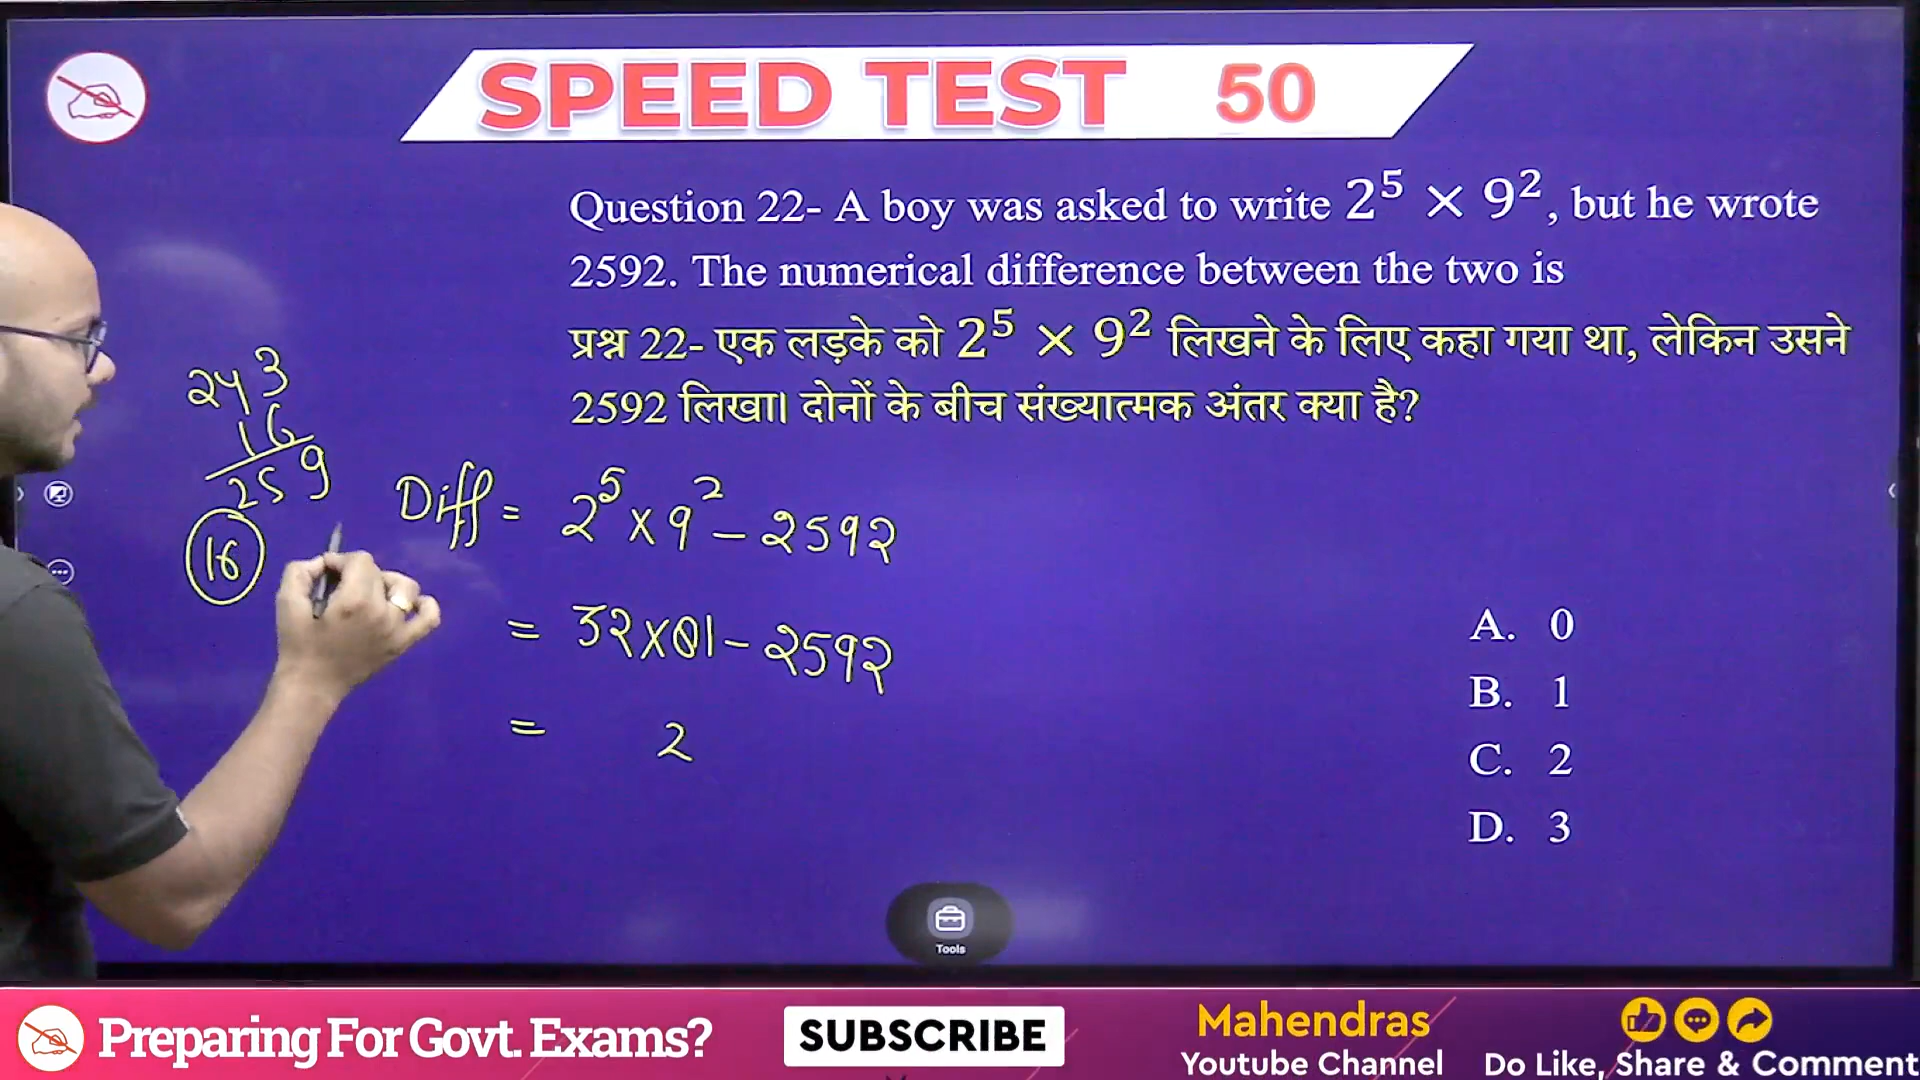 SPEED TEST 50
Question 22- A boy was asked to write 2⁵ × 9², but he wrote
2592. The numerical difference between the two is
प्रश्न 22- एक लड़के को 2⁵ × 9² लिखने के लिए कहा गया था, लेकिन उसने
2592 लिखा। दोनों के बीच संख्यात्मक अंतर क्या है?
243
16
259
16
Diff = 2⁵ × 9² - 2592
= 32 × 81 - 2592
= 2
A. 0
B. 1
C. 2
D. 3
Tools
Preparing For Govt. Exams?
SUBSCRIBE
Mahendras
Youtube Channel
Do Like, Share & Comment